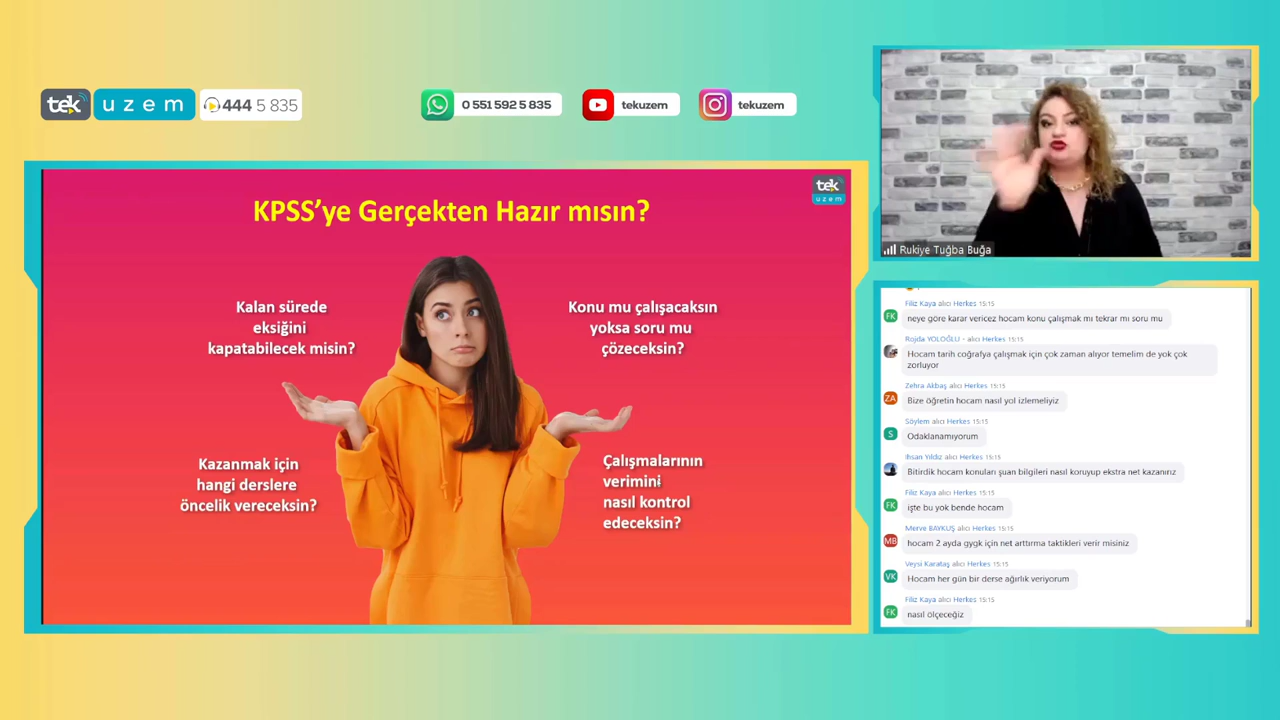 tek
uzem
444 5 835
0 551 592 5 835
tekuzem
tekuzem
KPSS'ye Gerçekten Hazır mısın?
tek
uzem
Kalan sürede
eksiğini
kapatabilecek misin?
Konu mu çalışacaksın
yoksa soru mu
çözeceksin?
Kazanmak için
hangi derslere
öncelik vereceksin?
Çalışmalarının
verimini
nasıl kontrol
edeceksin?
Rukiye Tuğba Buğa
Filiz Kaya alıcı Herkes 15:15
FK
neye göre karar vericez hocam konu çalışmak mı tekrar mı soru mu
Rojda YOLOĞLU - alıcı Herkes 15:15
Hocam tarih coğrafya çalışmak için çok zaman alıyor temelim de yok çok
zorluyor
Zehra Akbaş alıcı Herkes 15:15
ZA
Bize öğretin hocam nasıl yol izlemeliyiz
Söylem alıcı Herkes 15:15
S
Odaklanamıyorum
Ihsan Yıldız alıcı Herkes 15:15
Bitirdik hocam konuları şuan bilgileri nasıl koruyup ekstra net kazanırız
Filiz Kaya alıcı Herkes 15:15
FK
işte bu yok bende hocam
Merve BAYKUŞ alıcı Herkes 15:15
MB
hocam 2 ayda gygk için net arttırma taktikleri verir misiniz
Veysi Karataş alıcı Herkes 15:15
VK
Hocam her gün bir derse ağırlık veriyorum
Filiz Kaya alıcı Herkes 15:15
FK
nasıl ölçeceğiz